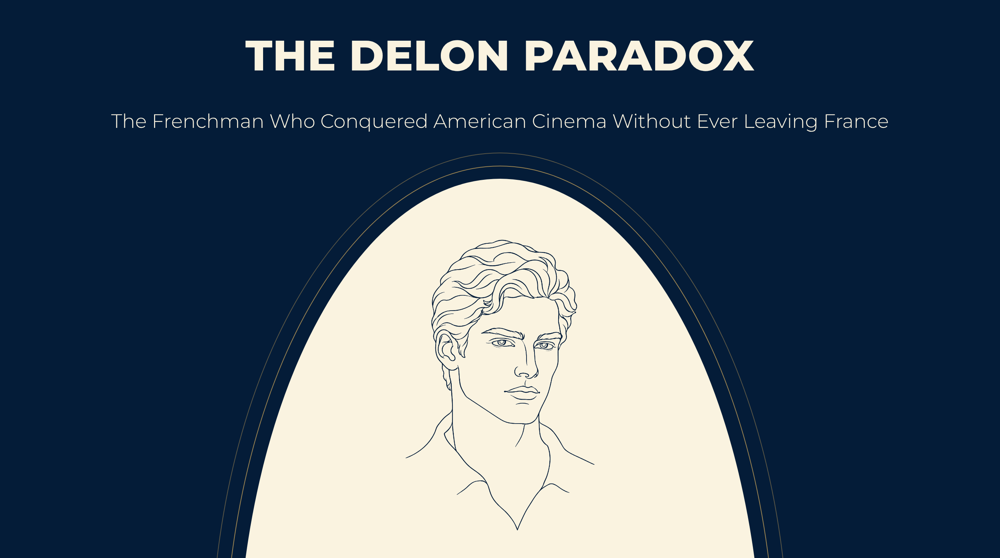 THE DELON PARADOX
The Frenchman Who Conquered American Cinema Without Ever Leaving France